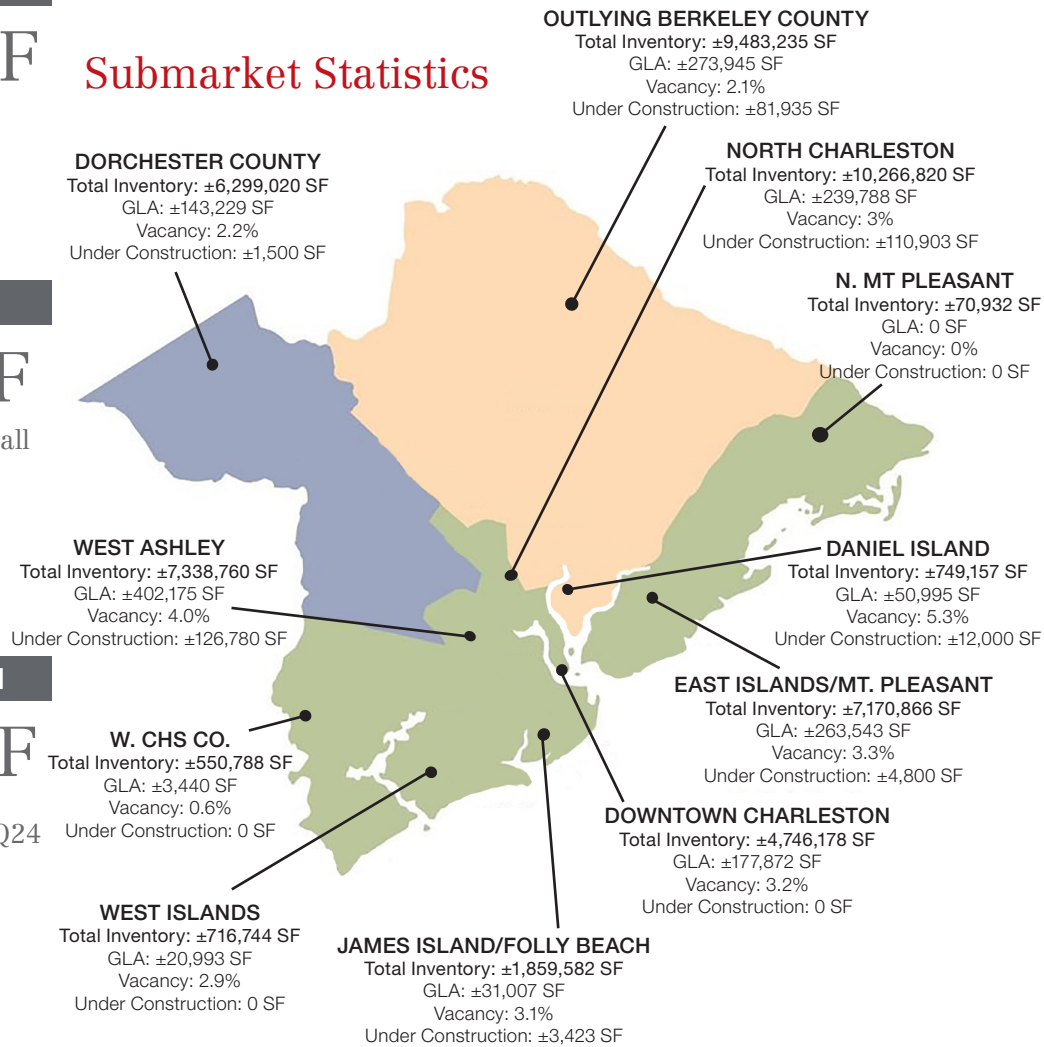 F
Submarket Statistics
OUTLYING BERKELEY COUNTY
Total Inventory: ±9,483,235 SF
GLA: ±273,945 SF
Vacancy: 2.1%
Under Construction: ±81,935 SF
DORCHESTER COUNTY
Total Inventory: ±6,299,020 SF
GLA: ±143,229 SF
Vacancy: 2.2%
Under Construction: ±1,500 SF
NORTH CHARLESTON
Total Inventory: ±10,266,820 SF
GLA: ±239,788 SF
Vacancy: 3%
Under Construction: ±110,903 SF
N. MT PLEASANT
Total Inventory: ±70,932 SF
GLA: 0 SF
Vacancy: 0%
Under Construction: 0 SF
F
all
WEST ASHLEY
Total Inventory: ±7,338,760 SF
GLA: ±402,175 SF
Vacancy: 4.0%
Under Construction: ±126,780 SF
DANIEL ISLAND
Total Inventory: ±749,157 SF
GLA: ±50,995 SF
Vacancy: 5.3%
Under Construction: ±12,000 SF
EAST ISLANDS/MT. PLEASANT
Total Inventory: ±7,170,866 SF
GLA: ±263,543 SF
Vacancy: 3.3%
Under Construction: ±4,800 SF
F
W. CHS CO.
Total Inventory: ±550,788 SF
GLA: ±3,440 SF
Vacancy: 0.6%
Under Construction: 0 SF
Q24
DOWNTOWN CHARLESTON
Total Inventory: ±4,746,178 SF
GLA: ±177,872 SF
Vacancy: 3.2%
Under Construction: 0 SF
WEST ISLANDS
Total Inventory: ±716,744 SF
GLA: ±20,993 SF
Vacancy: 2.9%
Under Construction: 0 SF
JAMES ISLAND/FOLLY BEACH
Total Inventory: ±1,859,582 SF
GLA: ±31,007 SF
Vacancy: 3.1%
Under Construction: ±3,423 SF